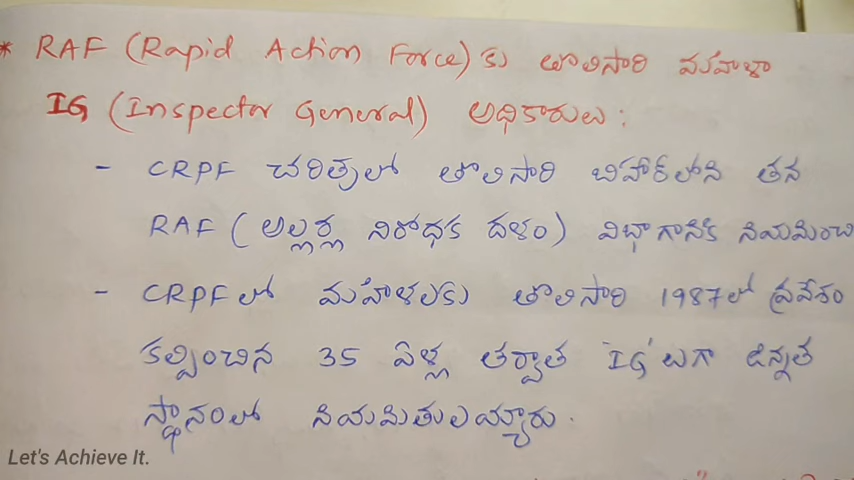 * RAF (Rapid Action Force) కు తొలిసారి మహిళా
IG (Inspector General) అధికారులు :
- CRPF చరిత్రలో తొలిసారి బిహార్‌లోని తన
RAF ( అల్లర్ల నిరోధక దళం) విభాగానికి నియమించి
- CRPF లో మహిళలకు తొలిసారి 1987లో ప్రవేశం
కల్పించిన 35 ఏళ్ల తర్వాత 'IG' లుగా ఉన్నత
స్థానంలో నియమితులయ్యారు.
Let's Achieve It.